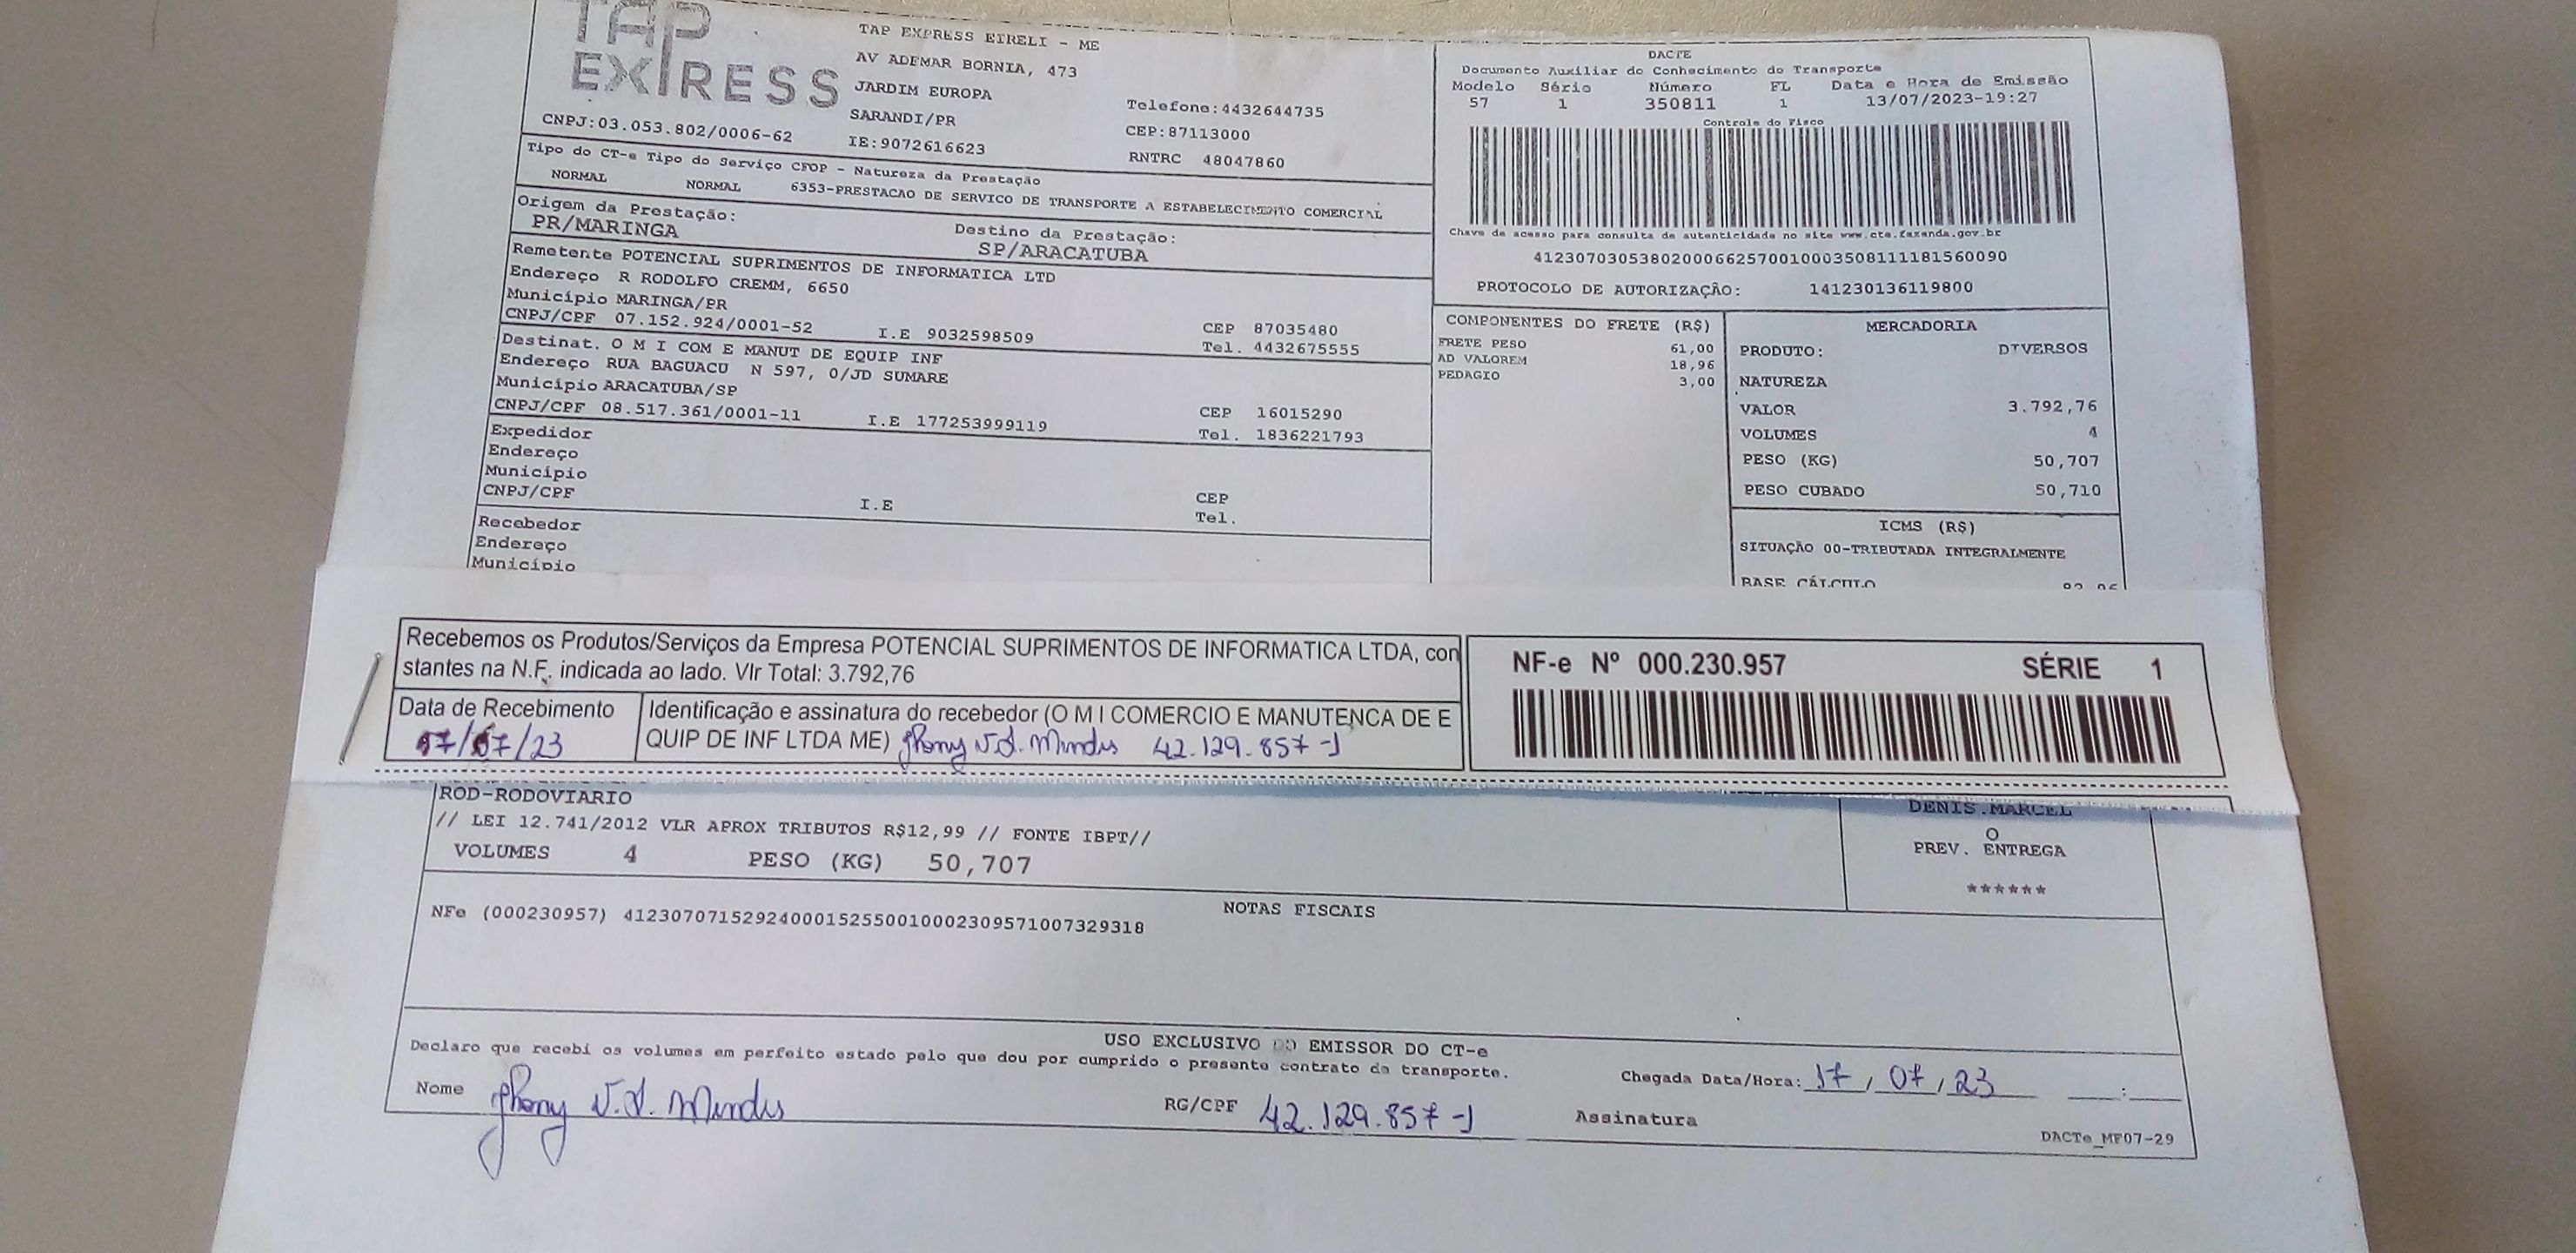 TAP
EXPRESS
TAP EXPRESS EIRELI - ME
AV ADEMAR BORNIA, 473
JARDIM EUROPA
SARANDI/PR
Telefone:4432644735
CEP:87113000
CNPJ:03.053.802/0006-62
IE:9072616623
RNTRC 48047860
DACTE
Documento Auxiliar do Conhecimento do Transporte
Modelo Série Número FL Data e Hora de Emissão
57 1 350811 1 13/07/2023-19:27
Controle do Fisco
Chave de acesso para consulta de autenticidade no site www.cte.fazenda.gov.br
41230703053802000662570010003508111181560090
PROTOCOLO DE AUTORIZAÇÃO: 141230136119800
Tipo do CT-e Tipo do Serviço CFOP - Natureza da Prestação
NORMAL NORMAL 6353-PRESTACAO DE SERVICO DE TRANSPORTE A ESTABELECIMENTO COMERCIAL
Origem da Prestação: Destino da Prestação:
PR/MARINGA SP/ARACATUBA
Remetente POTENCIAL SUPRIMENTOS DE INFORMATICA LTD
Endereço R RODOLFO CREMM, 6650
Município MARINGA/PR
CNPJ/CPF 07.152.924/0001-52 I.E 9032598509
CEP 87035480
Tel. 4432675555
Destinat. O M I COM E MANUT DE EQUIP INF
Endereço RUA BAGUACU N 597, 0/JD SUMARE
Município ARACATUBA/SP
CNPJ/CPF 08.517.361/0001-11 I.E 177253999119
CEP 16015290
Tel. 1836221793
Expedidor
Endereço
Município
CNPJ/CPF I.E
CEP
Tel.
Recebedor
Endereço
Município
COMPONENTES DO FRETE (R$)
FRETE PESO 61,00
AD VALOREM 18,96
PEDAGIO 3,00
MERCADORIA
PRODUTO: DIVERSOS
NATUREZA
VALOR 3.792,76
VOLUMES 4
PESO (KG) 50,707
PESO CUBADO 50,710
ICMS (R$)
SITUAÇÃO 00-TRIBUTADA INTEGRALMENTE
BASE CÁLCULO
Recebemos os Produtos/Serviços da Empresa POTENCIAL SUPRIMENTOS DE INFORMATICA LTDA, con
stantes na N.F. indicada ao lado. Vlr Total: 3.792,76
Data de Recebimento
17/07/23
Identificação e assinatura do recebedor (O M I COMERCIO E MANUTENCA DE E
QUIP DE INF LTDA ME) Jhony V.S. Mendes 42.129.857-1
NF-e Nº 000.230.957 SÉRIE 1
ROD-RODOVIARIO
// LEI 12.741/2012 VLR APROX TRIBUTOS R$12,99 // FONTE IBPT//
VOLUMES 4 PESO (KG) 50,707
DENIS.MARCEL
O
PREV. ENTREGA
******
NOTAS FISCAIS
NFe (000230957) 41230707152924000152550010002309571007329318
USO EXCLUSIVO DO EMISSOR DO CT-e
Declaro que recebi os volumes em perfeito estado pelo que dou por cumprido o presente contrato de transporte.
Nome Jhony V.S. Mendes RG/CPF 42.129.857-1
Chegada Data/Hora: 17/07/23 :
Assinatura
DACTe_MF07-29